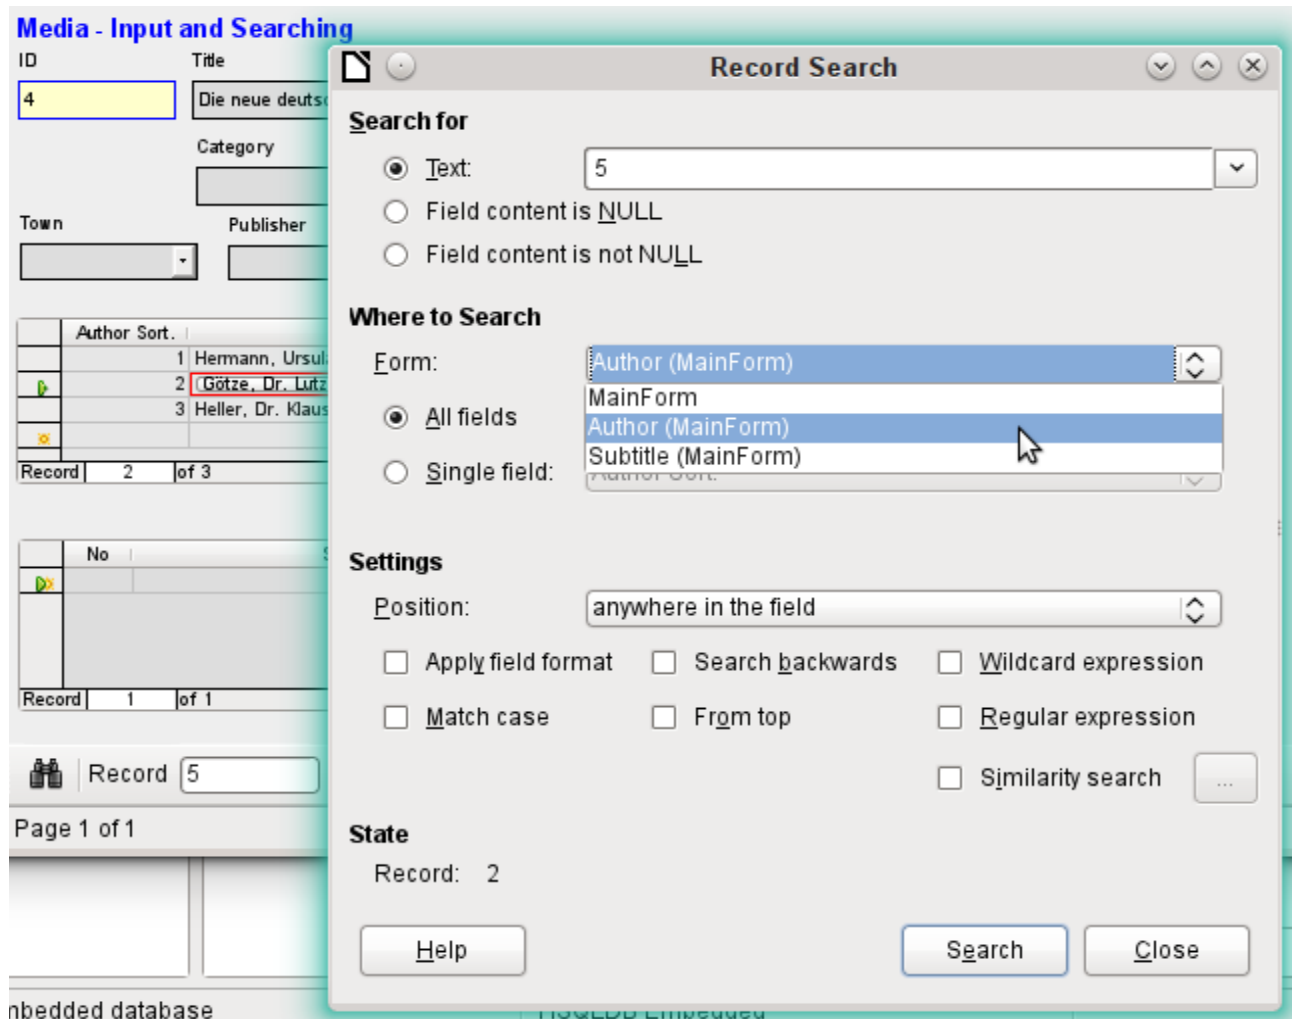 Media - Input and Searching
ID
Title
4
Die neue deuts
Category
Town
Publisher
Author Sort.
1 Hermann, Ursul
2 Götze, Dr. Lutz
3 Heller, Dr. Klaus
Record 2 of 3
No
Record 1 of 1
Record 5
Page 1 of 1
database
Record Search
Search for
Text: 5
Field content is NULL
Field content is not NULL
Where to Search
Form: Author (MainForm)
MainForm
All fields
Author (MainForm)
Subtitle (MainForm)
Single field: Author Sort.
Settings
Position: anywhere in the field
Apply field format Search backwards Wildcard expression
Match case From top Regular expression
Similarity search ...
State
Record: 2
Help Search Close
HSQLDB Embedded